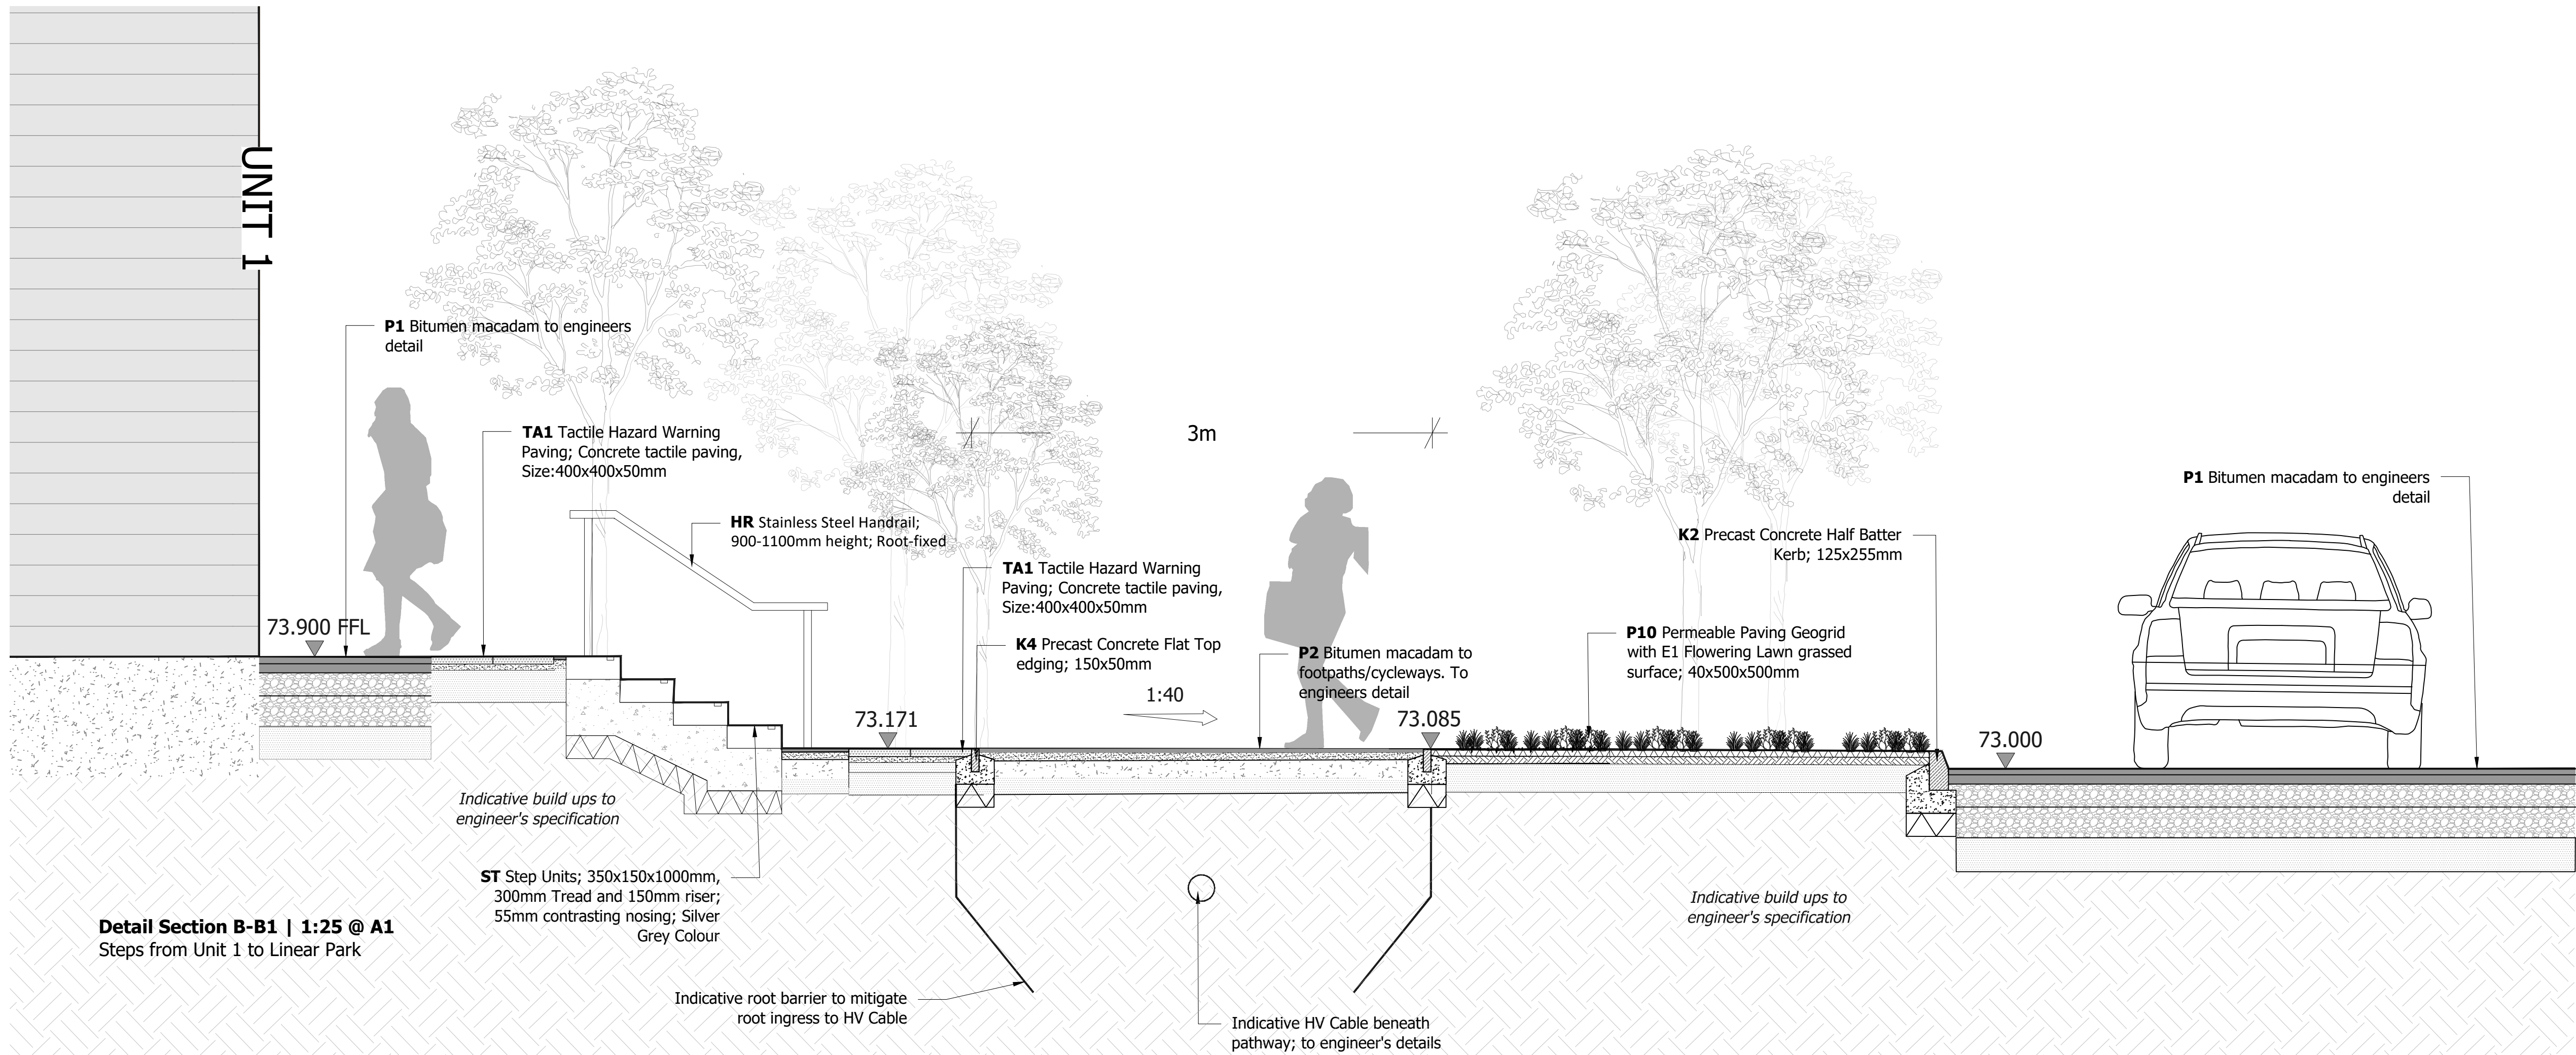 UNIT 1
P1 Bitumen macadam to engineers
detail
TA1 Tactile Hazard Warning
Paving; Concrete tactile paving,
Size:400x400x50mm
HR Stainless Steel Handrail;
900-1100mm height; Root-fixed
73.900 FFL
TA1 Tactile Hazard Warning
Paving; Concrete tactile paving,
Size:400x400x50mm
K4 Precast Concrete Flat Top
edging; 150x50mm
3m
1:40
73.171
P2 Bitumen macadam to
footpaths/cycleways. To
engineers detail
73.085
K2 Precast Concrete Half Batter
Kerb; 125x255mm
P10 Permeable Paving Geogrid
with E1 Flowering Lawn grassed
surface; 40x500x500mm
P1 Bitumen macadam to engineers
detail
73.000
Indicative build ups to
engineer's specification
ST Step Units; 350x150x1000mm,
300mm Tread and 150mm riser;
55mm contrasting nosing; Silver
Grey Colour
Indicative build ups to
engineer's specification
Detail Section B-B1 | 1:25 @ A1
Steps from Unit 1 to Linear Park
Indicative root barrier to mitigate
root ingress to HV Cable
Indicative HV Cable beneath
pathway; to engineer's details